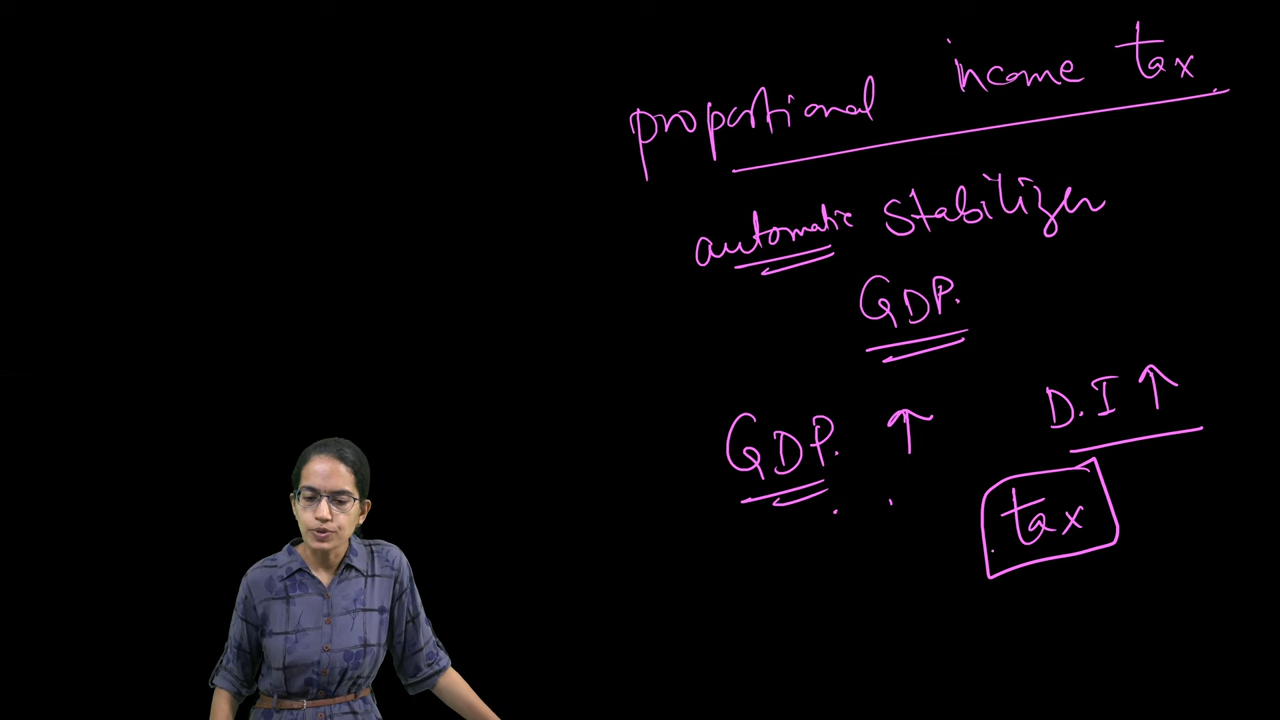 proportional income tax
automatic stabilizer
GDP.
GDP. ↑ D.I ↑
tax